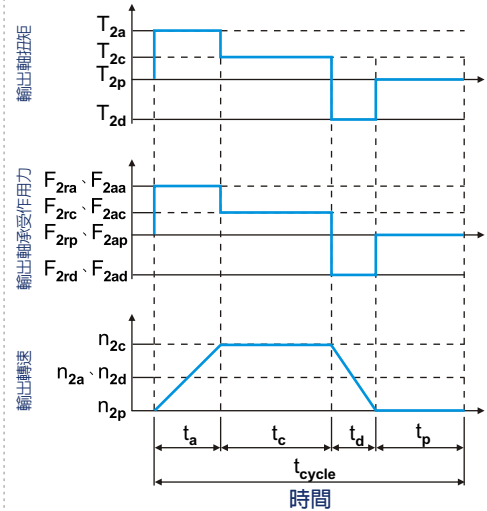 輸出軸扭矩
T2a
T2c
T2p
T2d
輸出軸承受作用力
F2ra、F2aa
F2rc、F2ac
F2rp、F2ap
F2rd、F2ad
輸出轉速
n2c
n2a、n2d
n2p
ta tc td tp
tcycle
時間